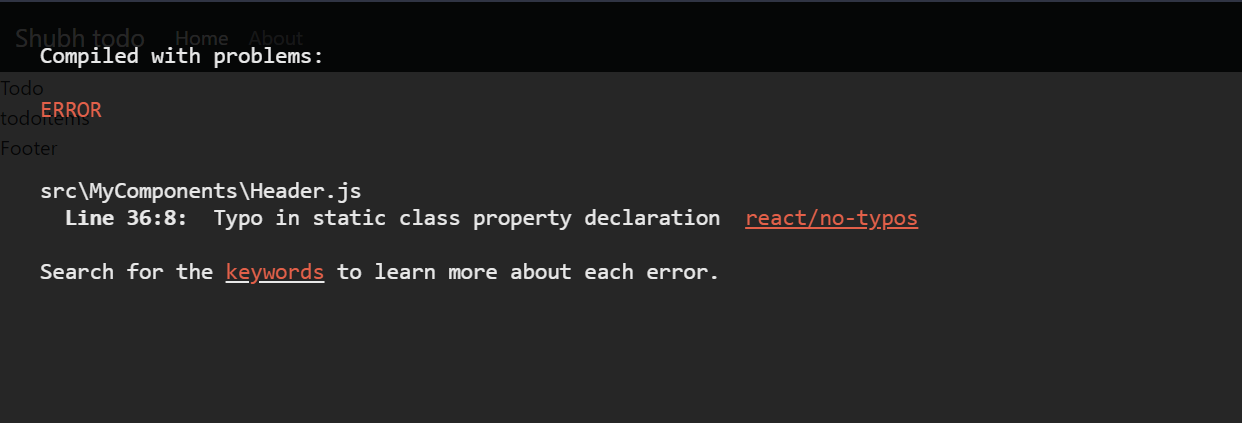 Shubh todo Home About
Compiled with problems:
Todo
ERROR
todoitems
Footer
src\MyComponents\Header.js
Line 36:8: Typo in static class property declaration react/no-typos
Search for the keywords to learn more about each error.